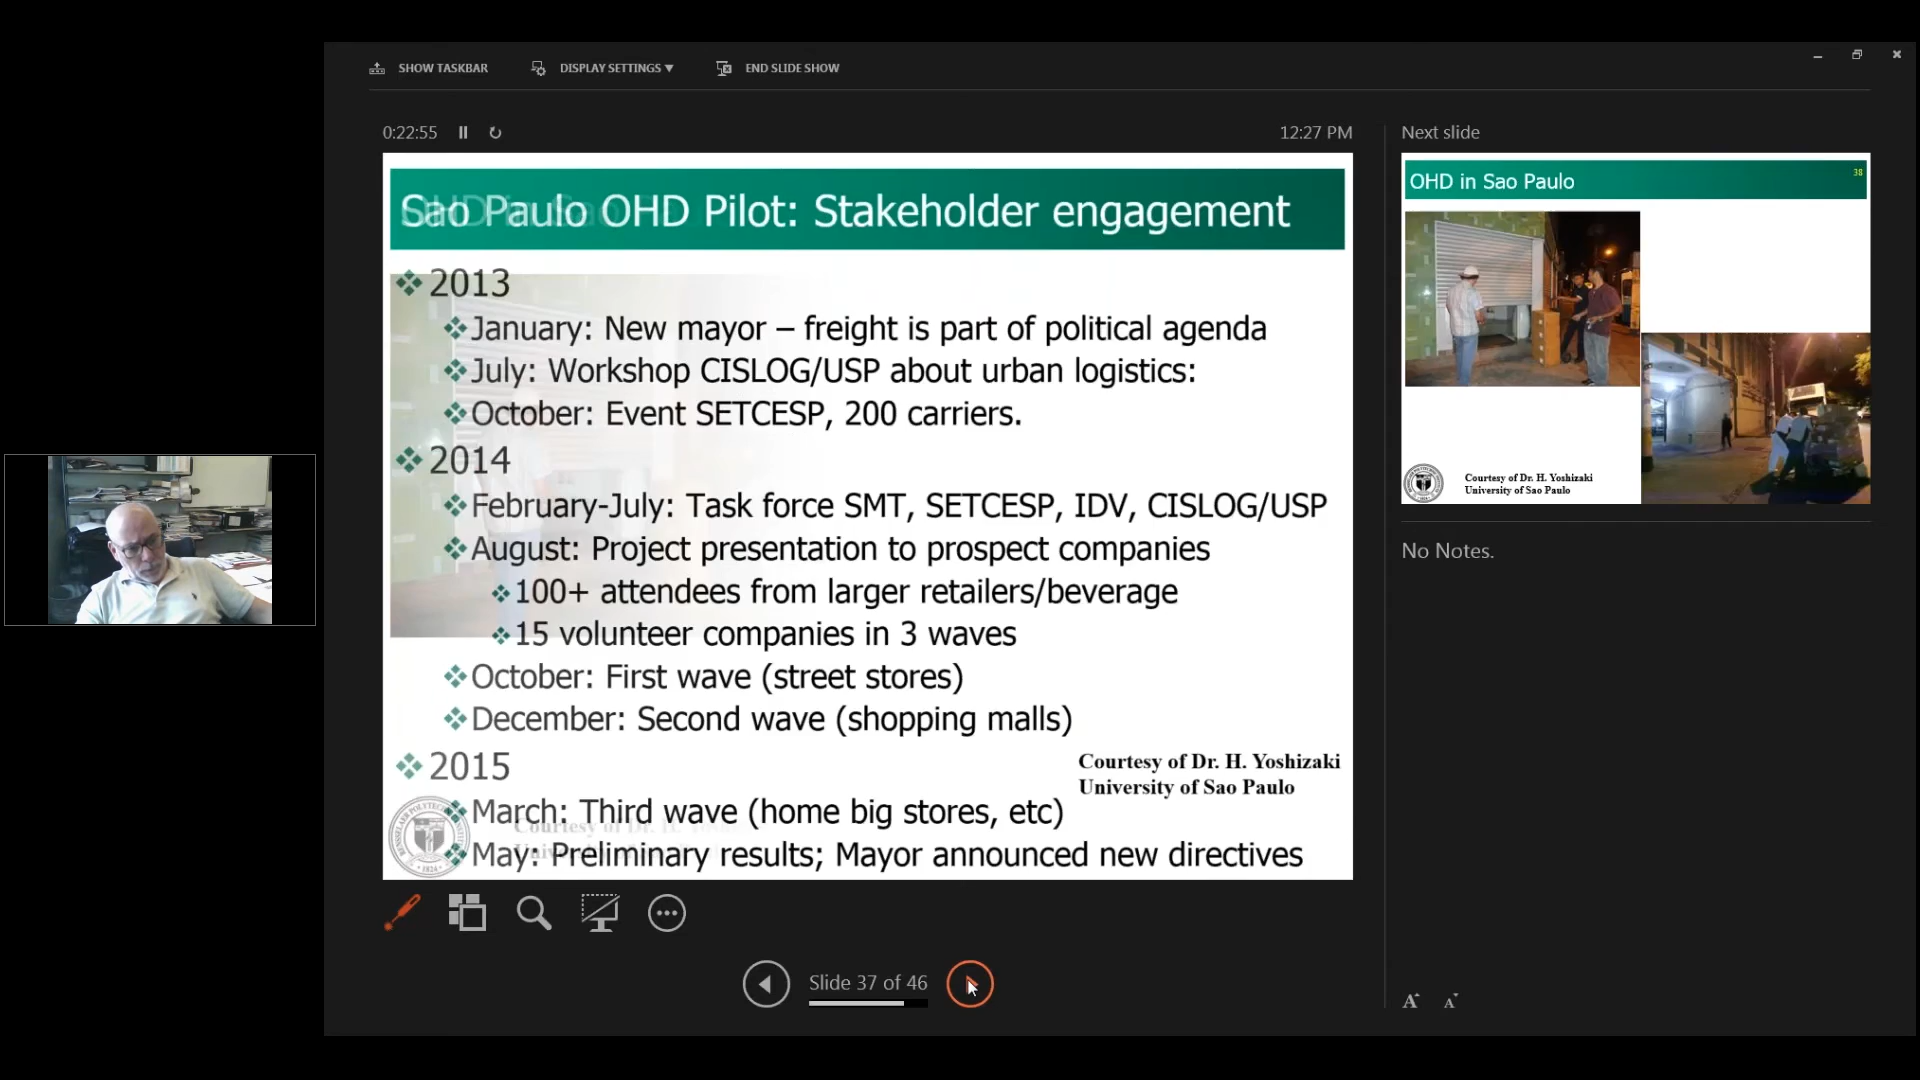 SHOW TASKBAR
DISPLAY SETTINGS
END SLIDE SHOW
0:22:55
12:27 PM
Sao Paulo OHD Pilot: Stakeholder engagement
2013
January: New mayor – freight is part of political agenda
July: Workshop CISLOG/USP about urban logistics:
October: Event SETCESP, 200 carriers.
2014
February-July: Task force SMT, SETCESP, IDV, CISLOG/USP
August: Project presentation to prospect companies
100+ attendees from larger retailers/beverage
15 volunteer companies in 3 waves
October: First wave (street stores)
December: Second wave (shopping malls)
2015
March: Third wave (home big stores, etc)
May: Preliminary results; Mayor announced new directives
Courtesy of Dr. H. Yoshizaki
University of Sao Paulo
Slide 37 of 46
Next slide
OHD in Sao Paulo
38
Courtesy of Dr. H. Yoshizaki
University of Sao Paulo
No Notes.
A A